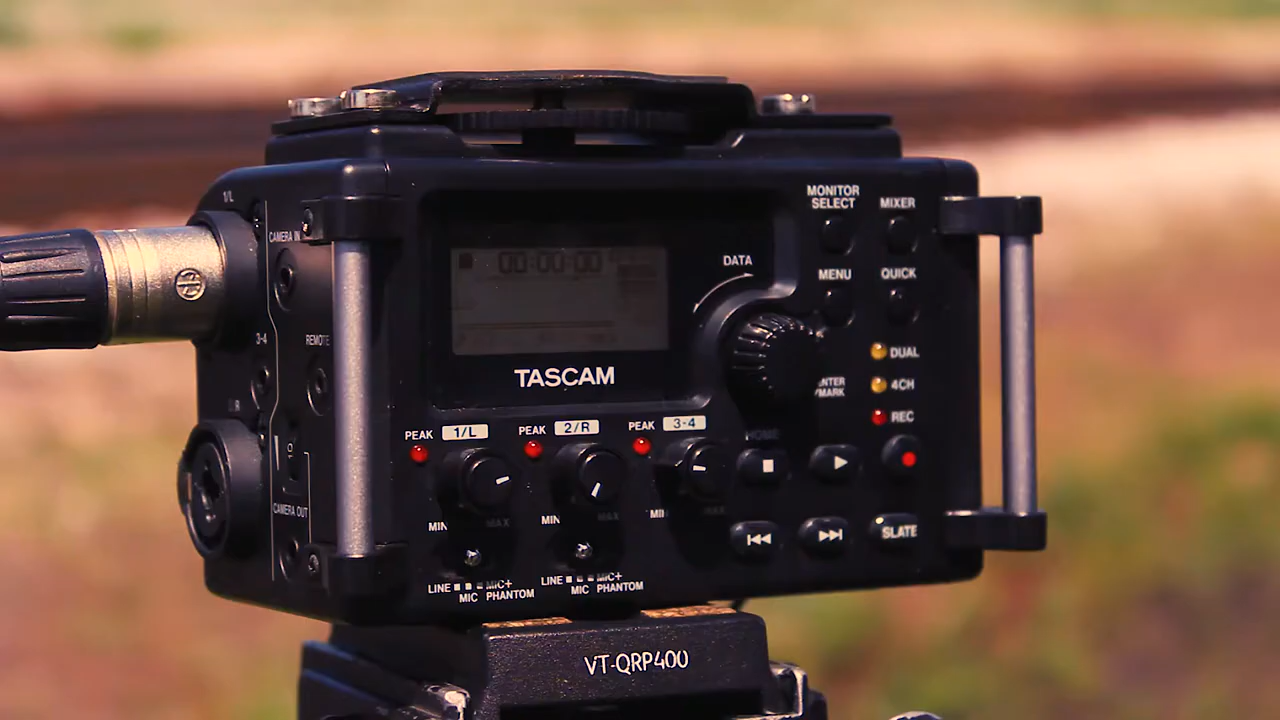 1/L
CAMERA IN
3-4
REMOTE
CAMERA OUT
00:00:00
TASCAM
MONITOR
SELECT
MIXER
DATA
MENU
QUICK
DUAL
4CH
REC
HOME
PEAK 1/L
PEAK 2/R
PEAK 3-4
MIN MAX
MIN MAX
MAX
SLATE
LINE MIC+
MIC PHANTOM
LINE MIC+
MIC PHANTOM
VT-QRP400